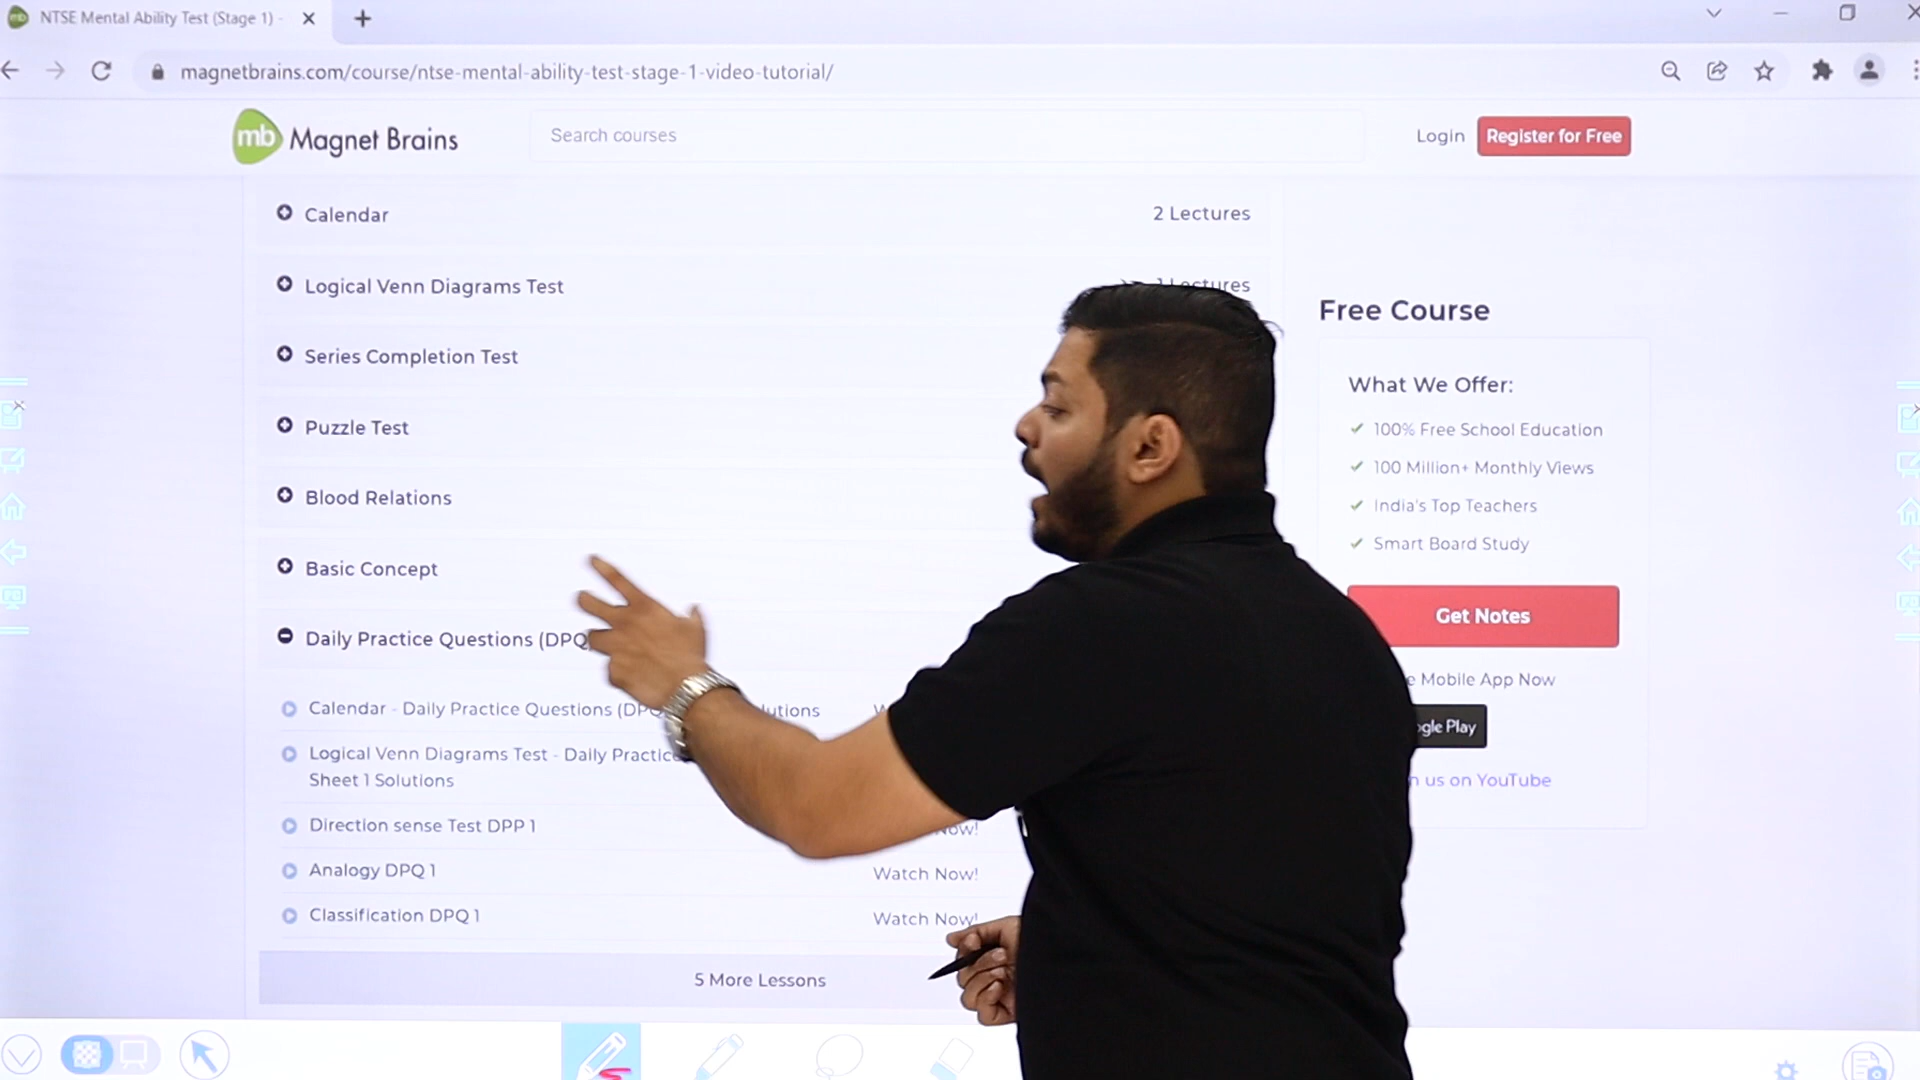 NTSE Mental Ability Test (Stage 1) -
magnetbrains.com/course/ntse-mental-ability-test-stage-1-video-tutorial/
mb Magnet Brains
Search courses
Login
Register for Free
Calendar
2 Lectures
Logical Venn Diagrams Test
Series Completion Test
Puzzle Test
Blood Relations
Basic Concept
Daily Practice Questions (DPQ
Calendar - Daily Practice Questions (DPQ
Logical Venn Diagrams Test - Daily Practice
Sheet 1 Solutions
Direction sense Test DPP 1
Analogy DPQ 1
Watch Now!
Classification DPQ 1
Watch Now!
5 More Lessons
Free Course
What We Offer:
100% Free School Education
100 Million+ Monthly Views
India's Top Teachers
Smart Board Study
Get Notes
Mobile App Now
Play
us on YouTube